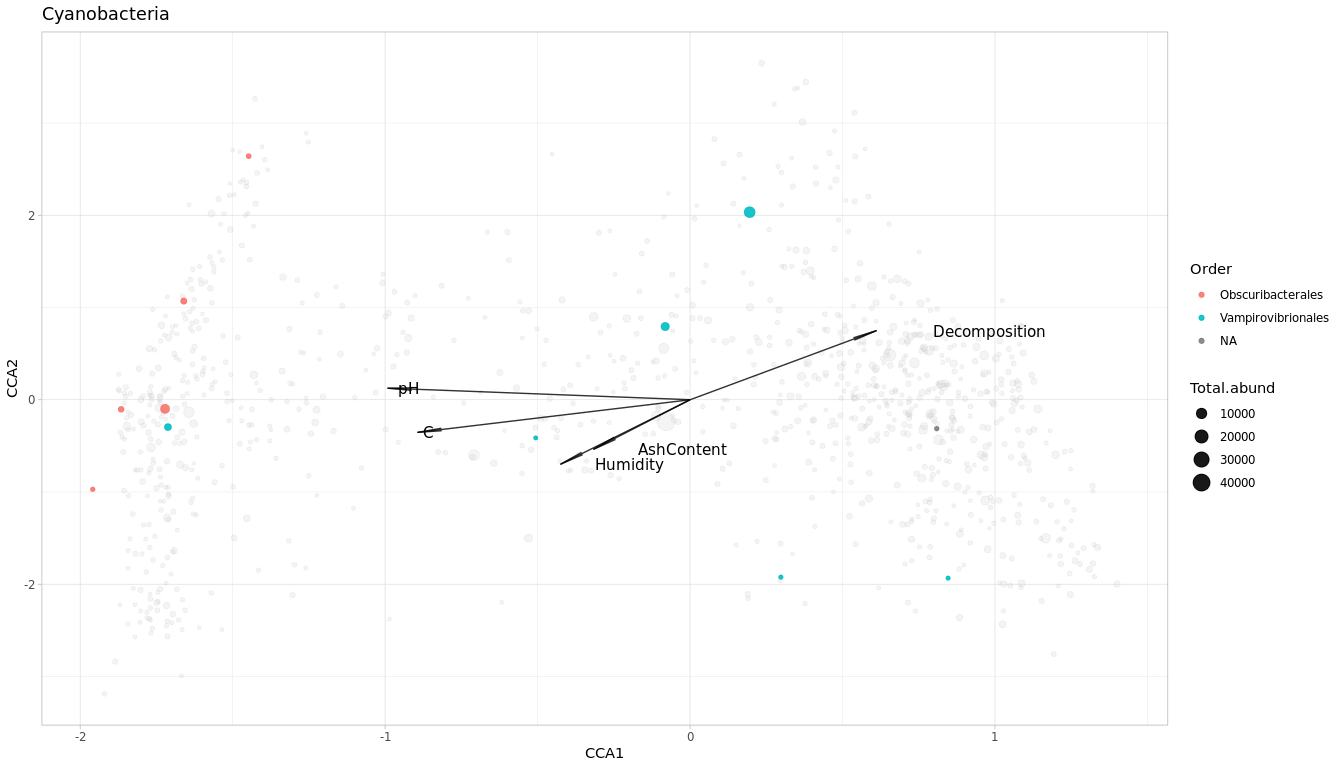 Cyanobacteria
CCA2
2
0
-2
-2
-1
0
1
CCA1
Decomposition
pH
C
AshContent
Humidity
Order
Obscuribacterales
Vampirovibrionales
NA
Total.abund
10000
20000
30000
40000